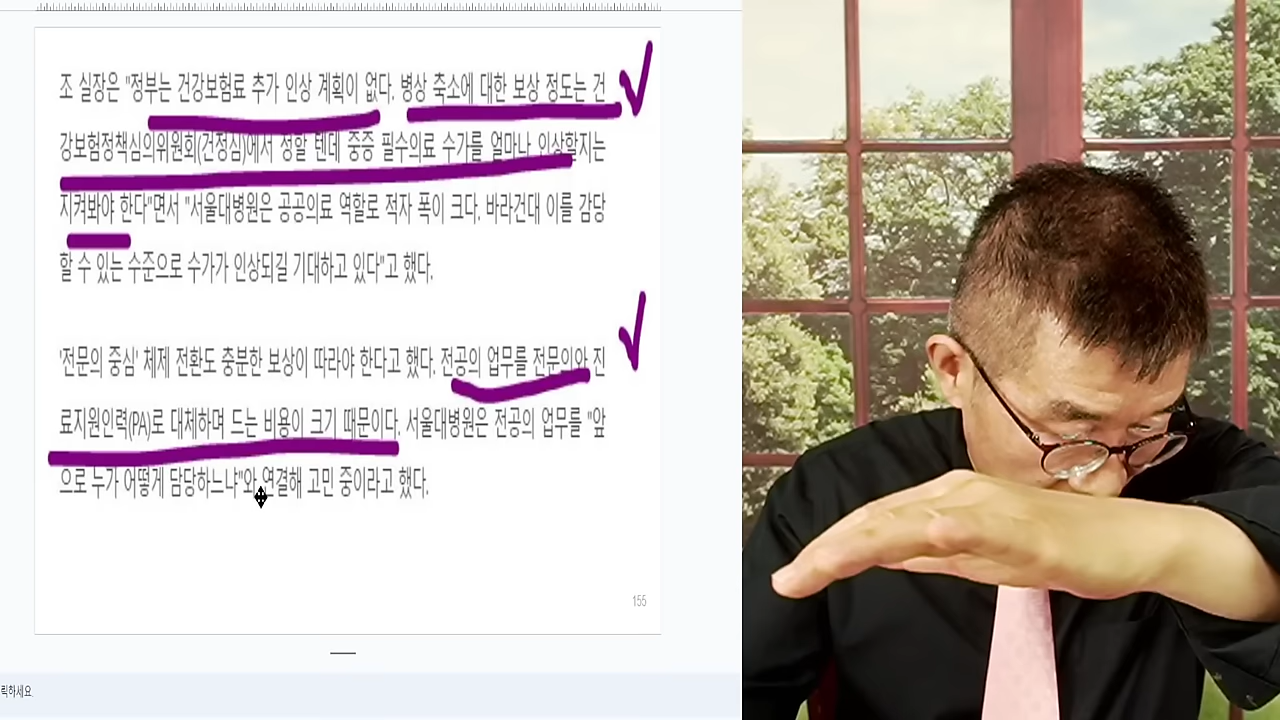 조 실장은 "정부는 건강보험료 추가 인상 계획이 없다. 병상 축소에 대한 보상 정도는 건
강보험정책심의위원회(건정심)에서 정할 텐데 중증 필수의료 수가를 얼마나 인상할지는
지켜봐야 한다"면서 "서울대병원은 공공의료 역할로 적자 폭이 크다. 바라건대 이를 감당
할 수 있는 수준으로 수가가 인상되길 기대하고 있다"고 했다.
'전문의 중심' 체제 전환도 충분한 보상이 따라야 한다고 했다. 전공의 업무를 전문의와 진
료지원인력(PA)로 대체하며 드는 비용이 크기 때문이다. 서울대병원은 전공의 업무를 "앞
으로 누가 어떻게 담당하느냐"와 연결해 고민 중이라고 했다.
155
릭하세요.